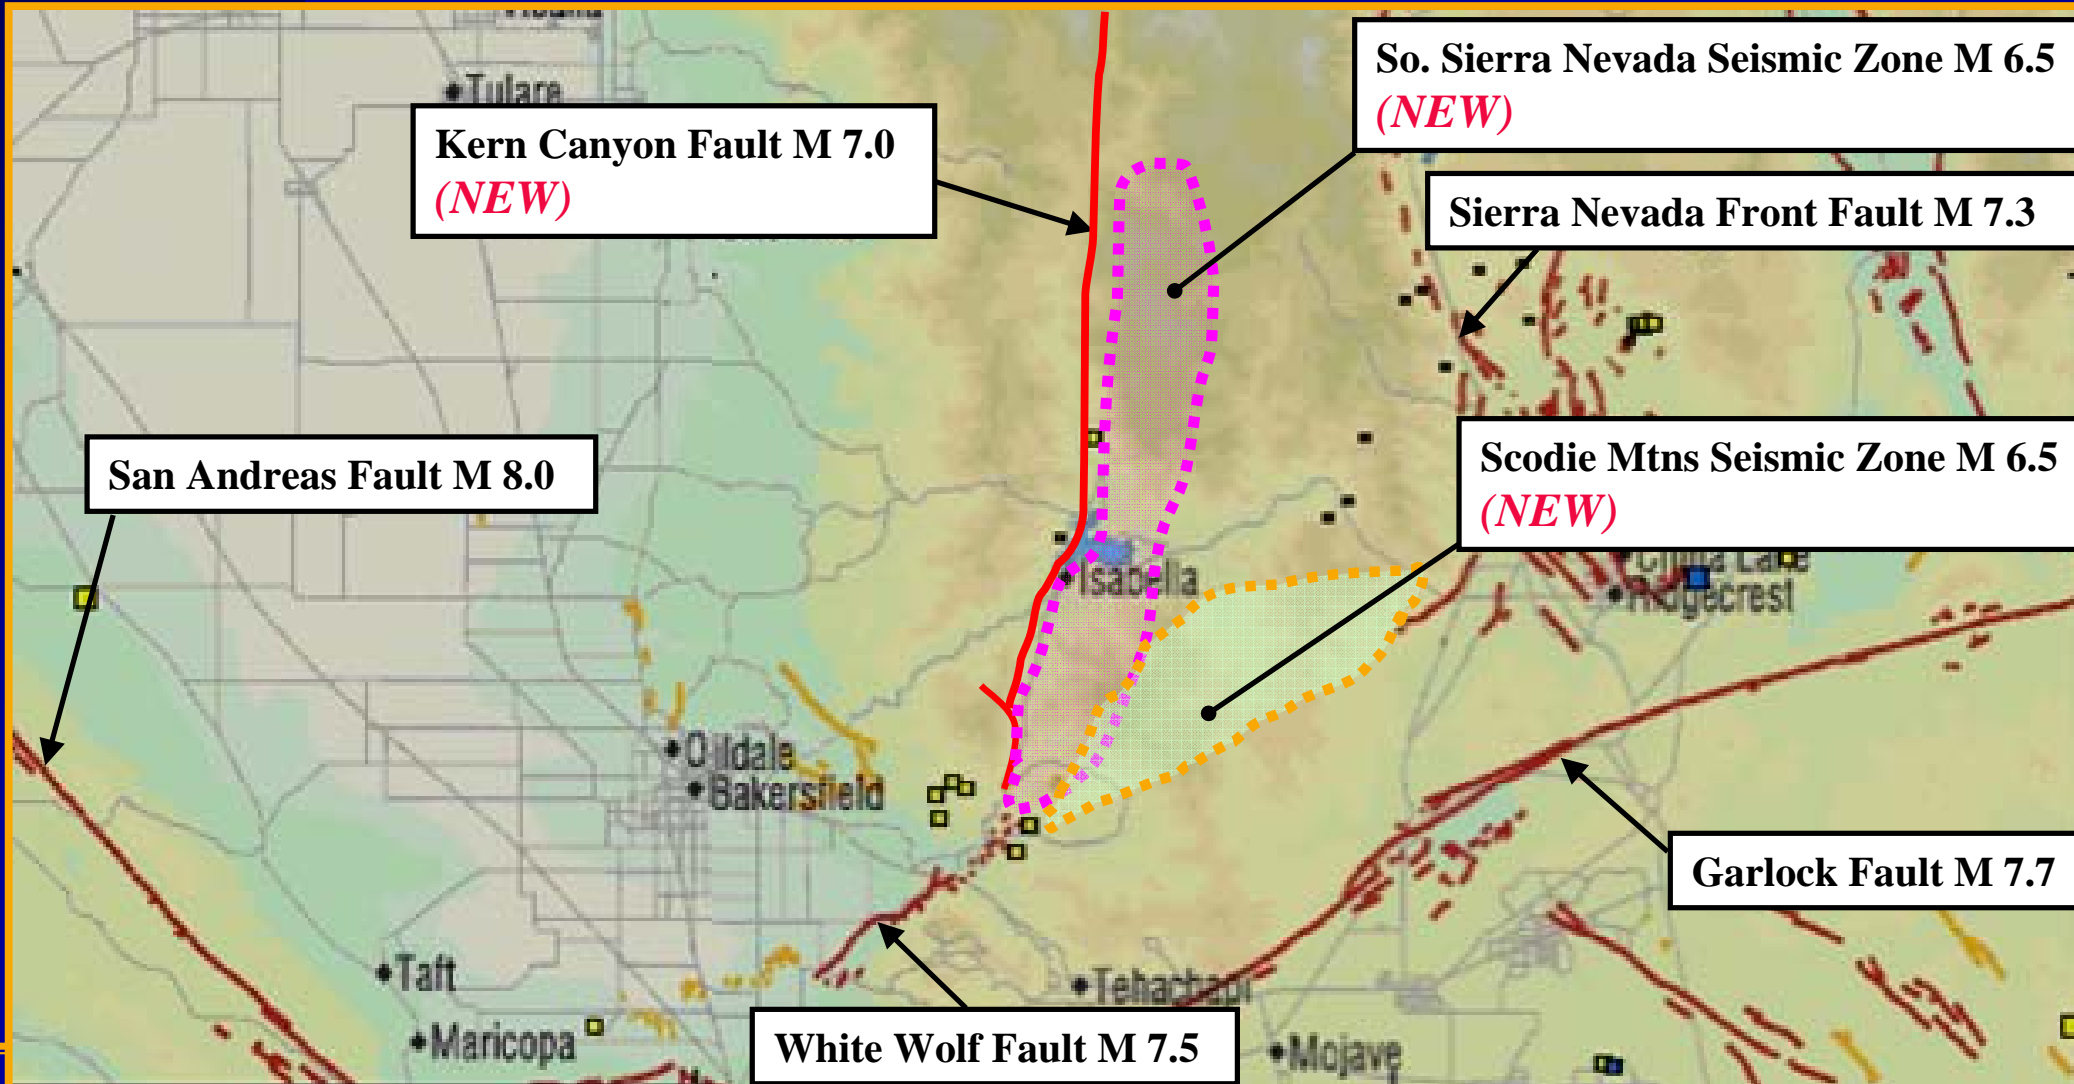 Tulare
So. Sierra Nevada Seismic Zone M 6.5
(NEW)
Kern Canyon Fault M 7.0
(NEW)
Sierra Nevada Front Fault M 7.3
San Andreas Fault M 8.0
Scodie Mtns Seismic Zone M 6.5
(NEW)
China Lake
Isabella
Ridgecrest
Oildale
Bakersfield
Garlock Fault M 7.7
Taft
Tehachapi
Maricopa
White Wolf Fault M 7.5
Mojave